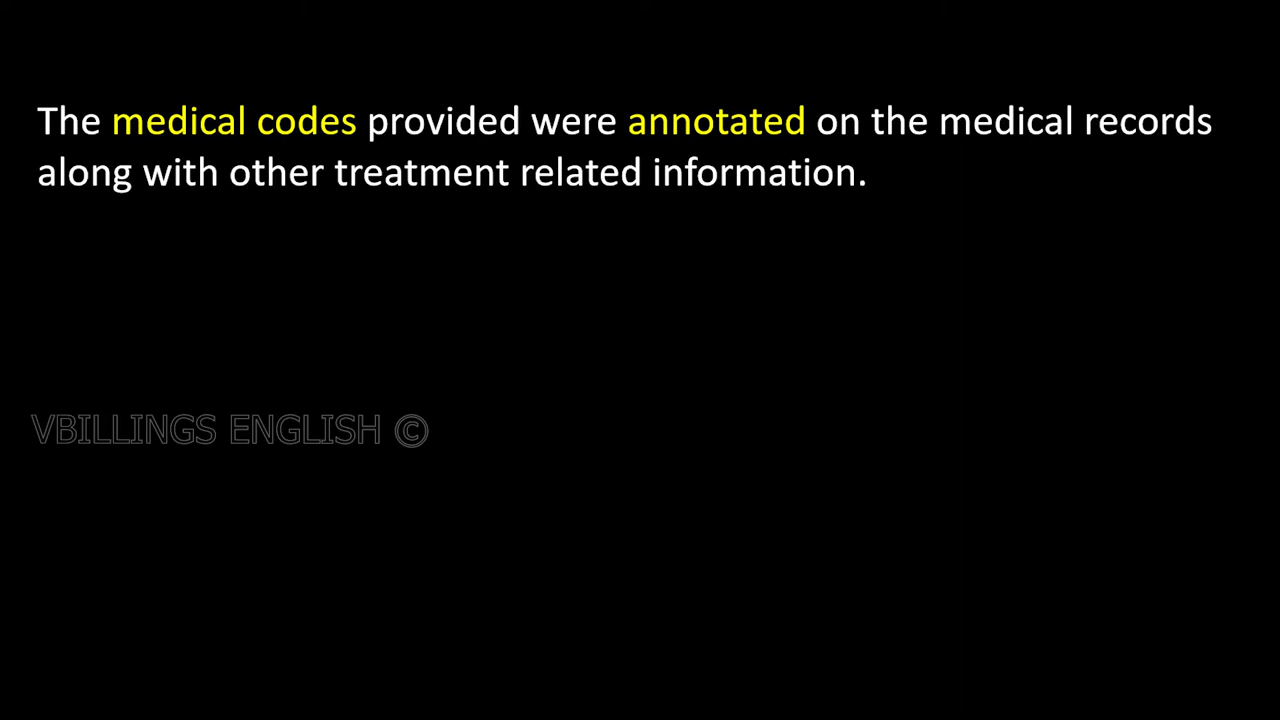 The medical codes provided were annotated on the medical records
along with other treatment related information.
VBILLINGS ENGLISH ©